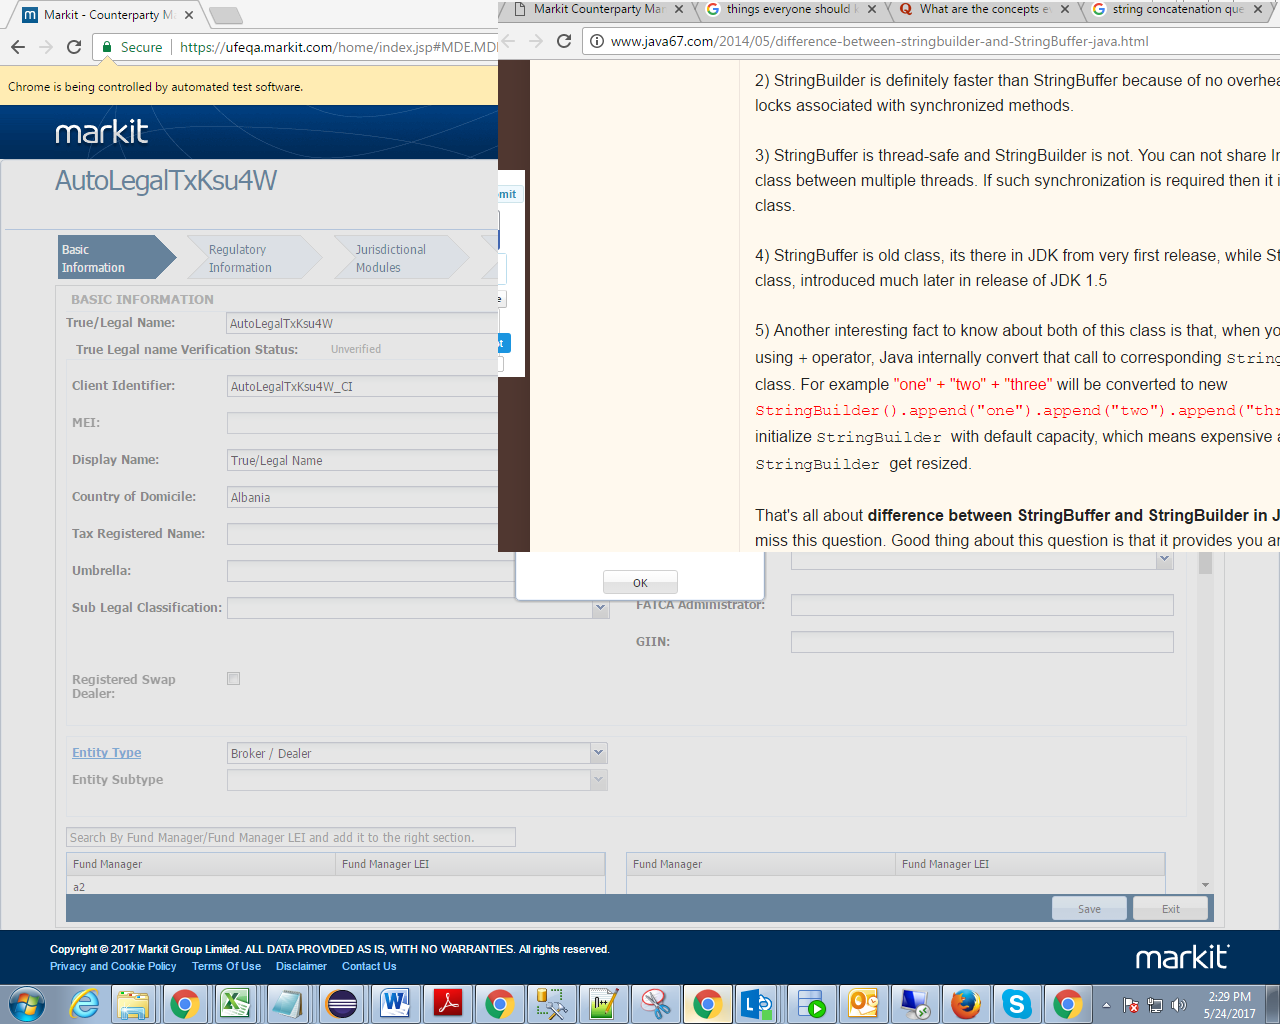 Markit - Counterparty Ma
Secure
https://ufeqa.markit.com/home/index.jsp#MDE.MDE
Chrome is being controlled by automated test software.
markit
AutoLegalTxKsu4W
Basic
Information
Regulatory
Information
Jurisdictional
Modules
BASIC INFORMATION
True/Legal Name:
AutoLegalTxKsu4W
True Legal name Verification Status:
Unverified
Client Identifier:
AutoLegalTxKsu4W_CI
MEI:
Display Name:
True/Legal Name
Country of Domicile:
Albania
Tax Registered Name:
Umbrella:
Sub Legal Classification:
Registered Swap
Dealer:
Entity Type
Broker / Dealer
Entity Subtype
Search By Fund Manager/Fund Manager LEI and add it to the right section.
Fund Manager
Fund Manager LEI
a2
Markit Counterparty Man
things everyone should k
What are the concepts e
string concatenation que
www.java67.com/2014/05/difference-between-stringbuilder-and-StringBuffer-java.html
2) StringBuilder is definitely faster than StringBuffer because of no overhea
locks associated with synchronized methods.
3) StringBuffer is thread-safe and StringBuilder is not. You can not share In
class between multiple threads. If such synchronization is required then it i
class.
4) StringBuffer is old class, its there in JDK from very first release, while St
class, introduced much later in release of JDK 1.5
5) Another interesting fact to know about both of this class is that, when yo
using + operator, Java internally convert that call to corresponding String
class. For example "one" + "two" + "three" will be converted to new
StringBuilder().append("one").append("two").append("thr
initialize StringBuilder with default capacity, which means expensive a
StringBuilder get resized.
That's all about difference between StringBuffer and StringBuilder in J
miss this question. Good thing about this question is that it provides you an
mit
OK
FATCA Administrator:
GIIN:
Fund Manager
Fund Manager LEI
Save
Exit
Copyright © 2017 Markit Group Limited. ALL DATA PROVIDED AS IS, WITH NO WARRANTIES. All rights reserved.
Privacy and Cookie Policy
Terms Of Use
Disclaimer
Contact Us
markit
2:29 PM
5/24/2017